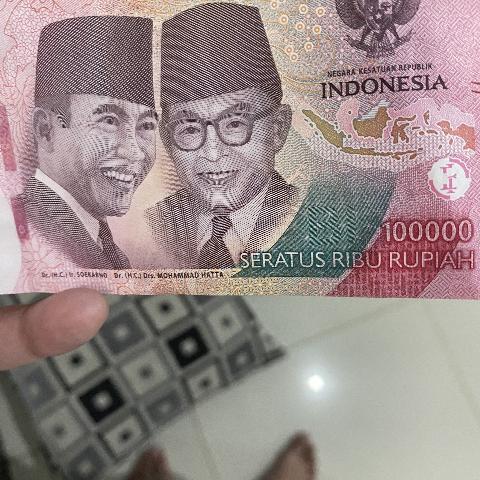 NEGARA KESATUAN REPUBLIK
INDONESIA
100000
SERATUS RIBU RUPIAH
Dr. (H.C.) Ir. SOEKARNO Dr. (H.C.) Drs. MOHAMMAD HATTA